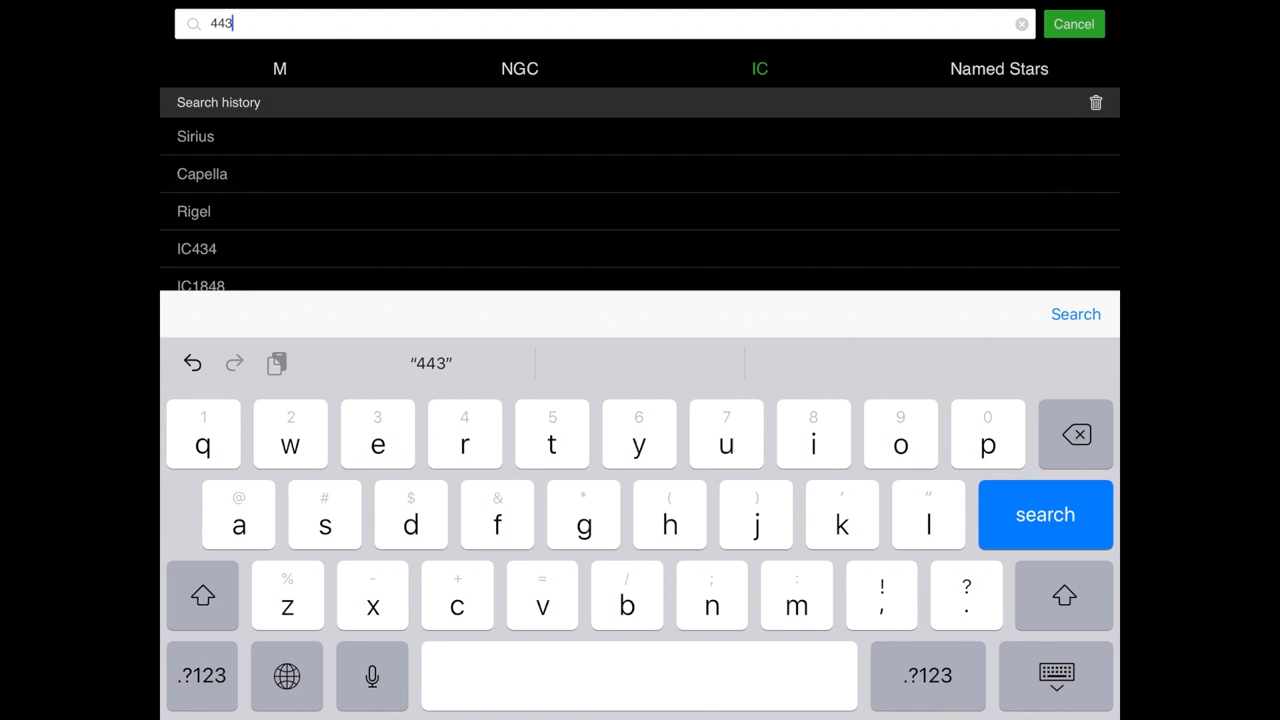 443 Cancel
M NGC IC Named Stars
Search history
Sirius
Capella
Rigel
IC434
IC1848
Search
“443”
1 2 3 4 5 6 7 8 9 0
q w e r t y u i o p
@ # $ & * ( ) ' "
a s d f g h j k l search
% - + = / ; : ! ?
z x c v b n m , .
.?123 .?123